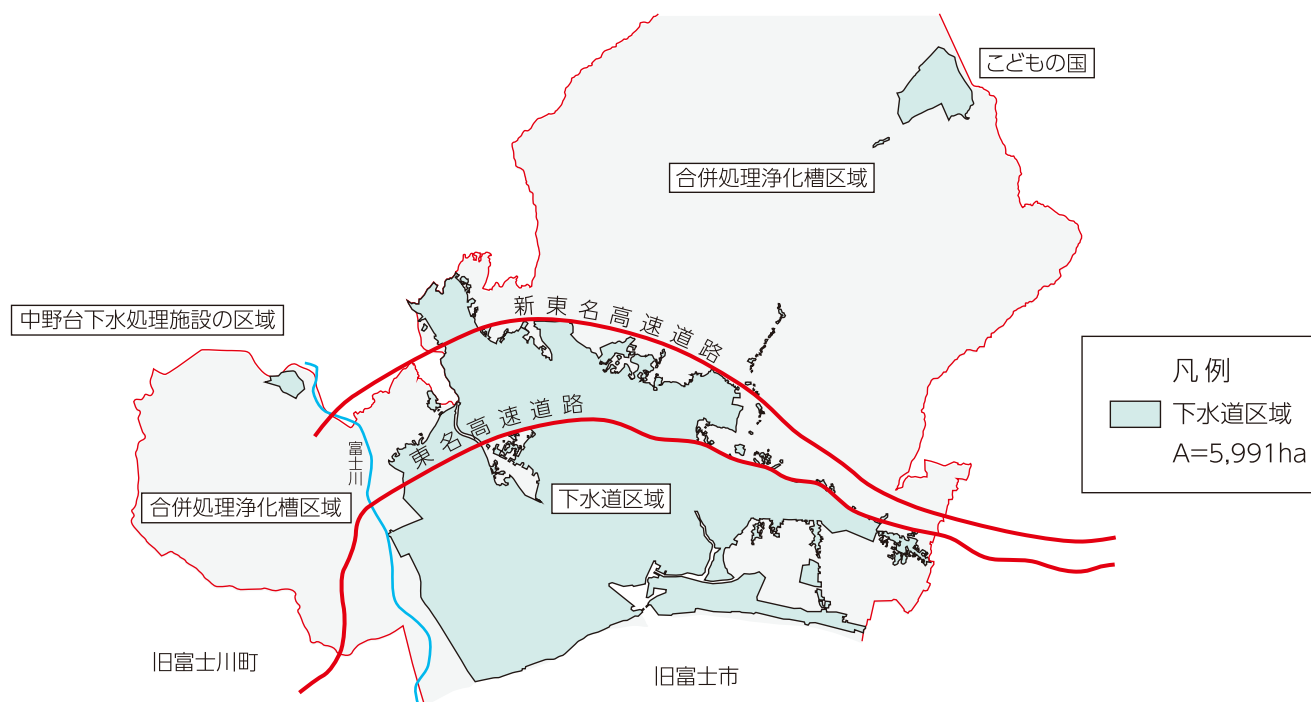 こどもの国
合併処理浄化槽区域
中野台下水処理施設の区域
新東名高速道路
凡例
下水道区域
A=5,991ha
東名高速道路
富士川
合併処理浄化槽区域
下水道区域
旧富士川町
旧富士市